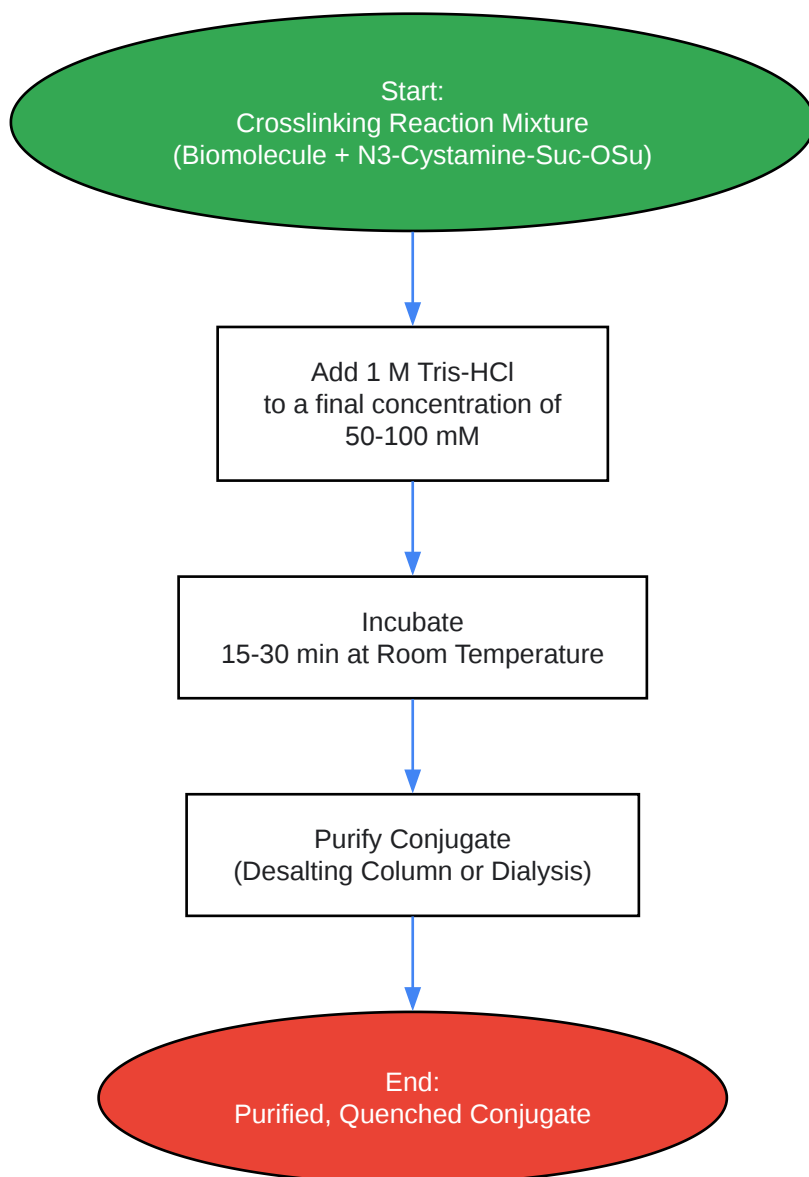 Start:
Crosslinking Reaction Mixture
(Biomolecule + N3-Cystamine-Suc-OSu)
Add 1 M Tris-HCl
to a final concentration of
50-100 mM
Incubate
15-30 min at Room Temperature
Purify Conjugate
(Desalting Column or Dialysis)
End:
Purified, Quenched Conjugate